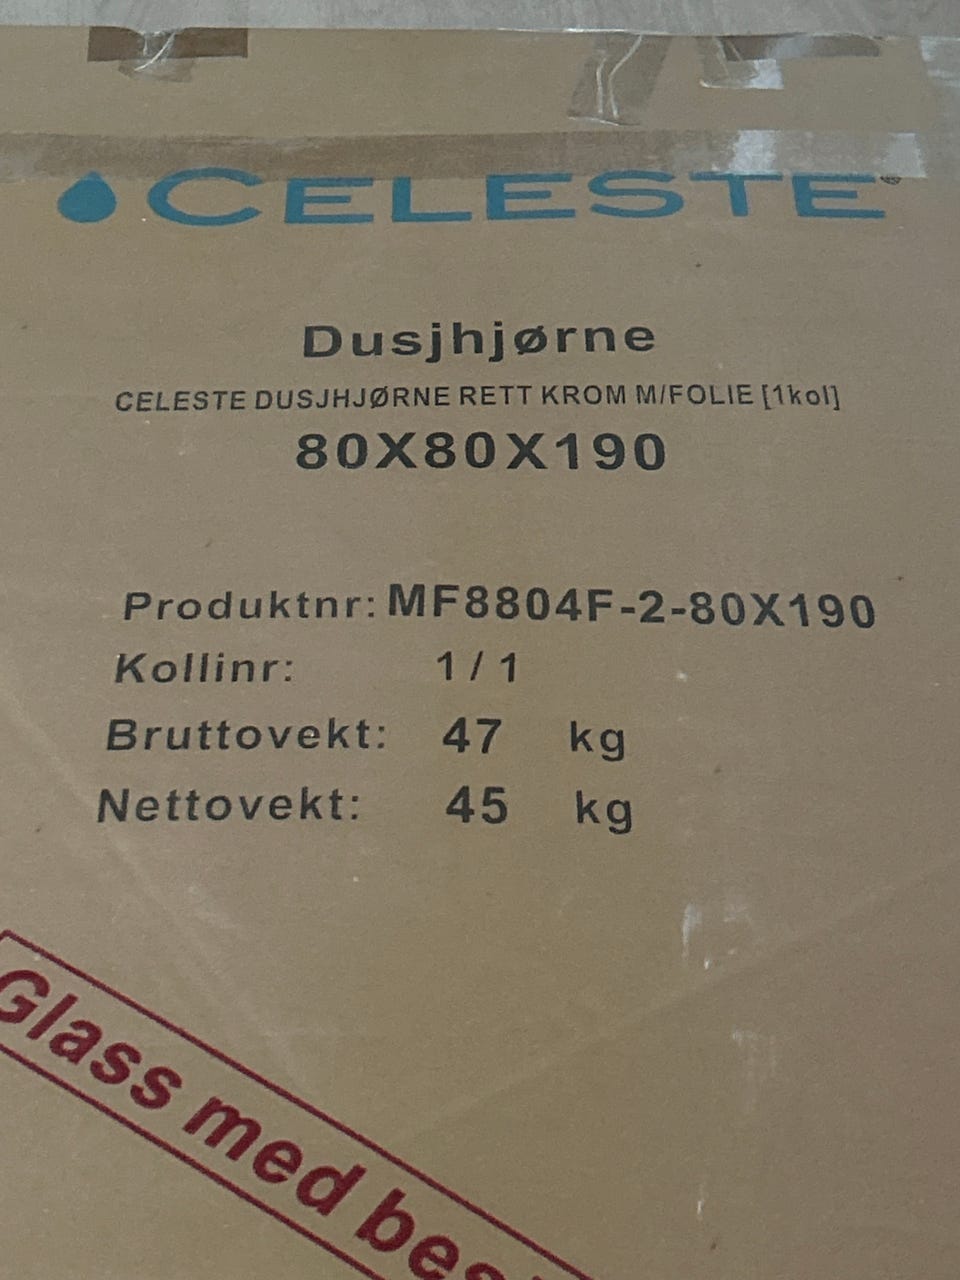 CELESTE®
Dusjhjørne
CELESTE DUSJHJØRNE RETT KROM M/FOLIE [1kol]
80X80X190
Produktnr: MF8804F-2-80X190
Kollinr: 1/1
Bruttovekt: 47 kg
Nettovekt: 45 kg
Glass med